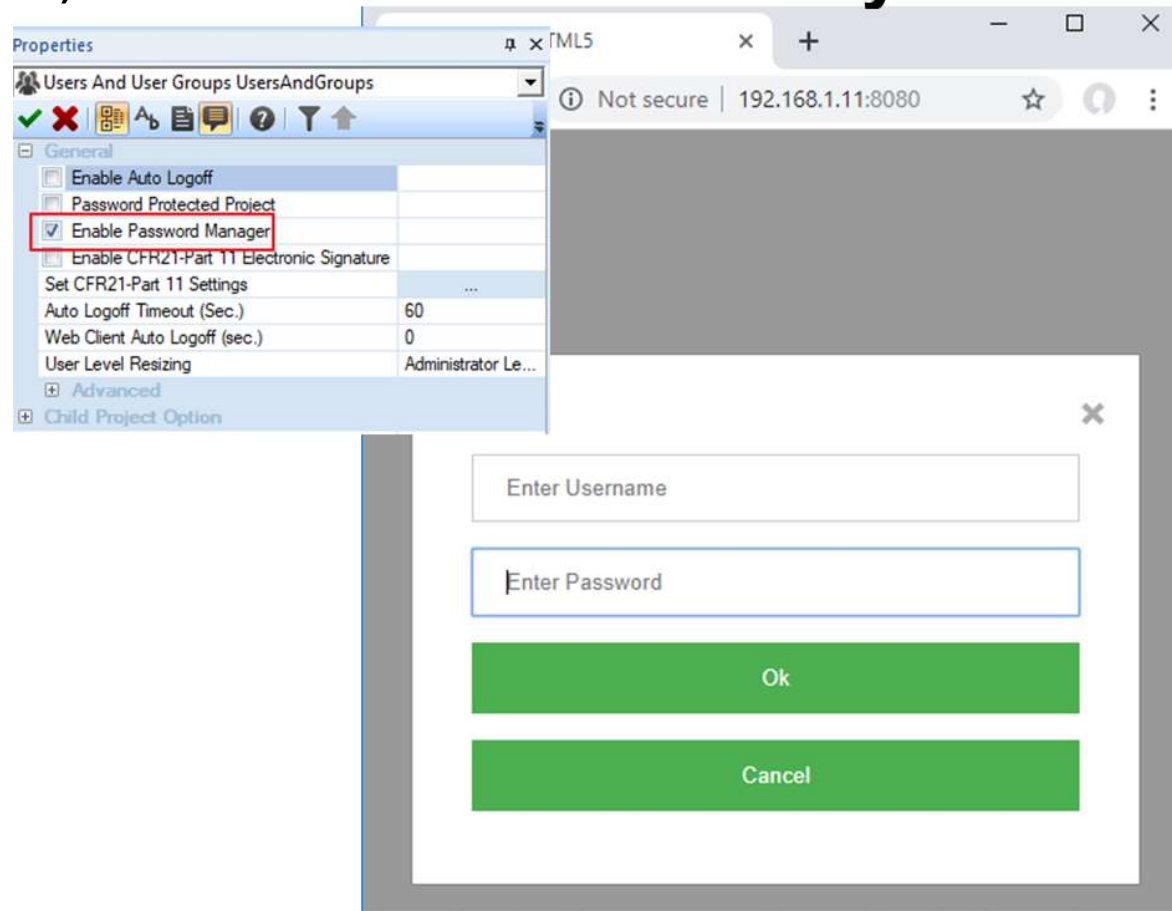 Properties
Users And User Groups UsersAndGroups
General
Enable Auto Logoff
Password Protected Project
Enable Password Manager
Enable CFR21-Part 11 Electronic Signature
Set CFR21-Part 11 Settings ...
Auto Logoff Timeout (Sec.) 60
Web Client Auto Logoff (sec.) 0
User Level Resizing Administrator Le...
Advanced
Child Project Option
TML5
Not secure | 192.168.1.11:8080
Enter Username
Enter Password
Ok
Cancel